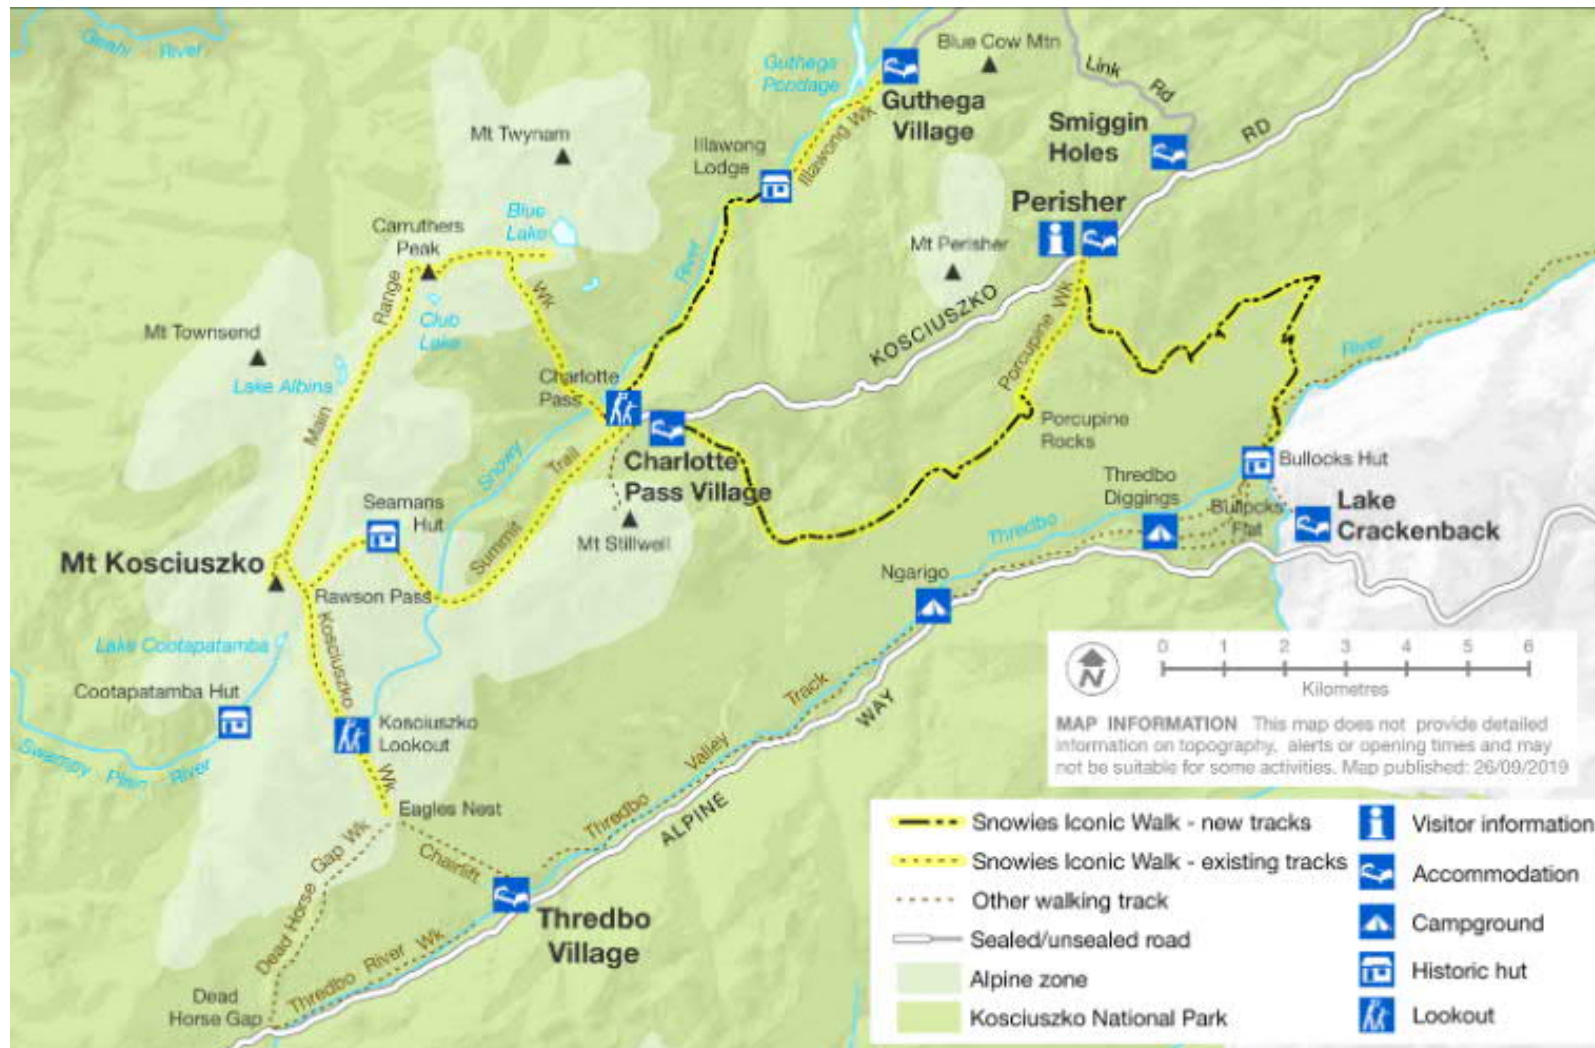 Geehi River
Guthega
Pondage
Blue Cow Mtn
Link Rd
Guthega
Village
Smiggin
Holes
RD
Mt Twynam
Illawong
Lodge
Illawong Wk
Perisher
Blue
Lake
Carruthers
Peak
Mt Perisher
River
Wk
Range
KOSCIUSZKO
Porcupine Wk
Mt Townsend
Club
Lake
Lake Albina
Charlotte
Pass
River
Main
Porcupine
Rocks
Snowy
Trail
Charlotte
Pass Village
Bullocks Hut
Thredbo
Diggings
Seamans
Hut
Bullocks
Flat
Lake
Crackenback
Summit
Mt Stillwell
Thredbo
Mt Kosciuszko
Rawson Pass
Ngarigo
Kosciuszko
Lake Cootapatamba
Cootapatamba Hut
Track
WAY
Kosciuszko
Lookout
Swampy Plain River
Wk
Valley
Eagles Nest
Thredbo
ALPINE
Dead Horse Gap Wk
Chairlift
Thredbo
Village
Thredbo River Wk
Dead
Horse Gap
N
0 1 2 3 4 5 6
Kilometres
MAP INFORMATION This map does not provide detailed
information on topography, alerts or opening times and may
not be suitable for some activities. Map published: 26/09/2019
Snowies Iconic Walk - new tracks
Snowies Iconic Walk - existing tracks
Other walking track
Sealed/unsealed road
Alpine zone
Kosciuszko National Park
Visitor information
Accommodation
Campground
Historic hut
Lookout